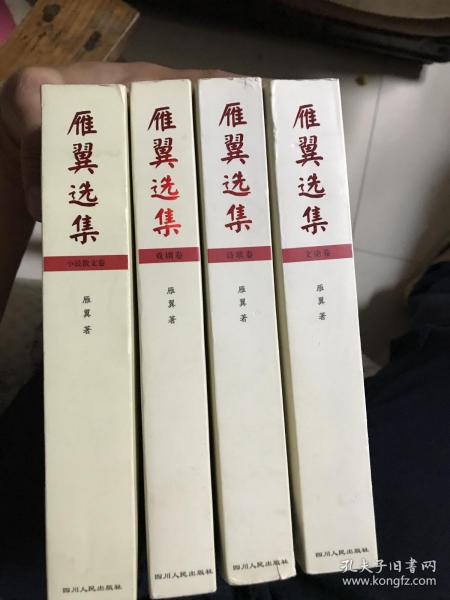 雁翼选集
小说散文卷
雁翼 著
四川人民出版社
雁翼选集
戏剧卷
雁翼 著
四川人民出版社
雁翼选集
诗歌卷
雁翼 著
四川人民出版社
雁翼选集
文论卷
雁翼 著
四川人民出版社
孔夫子旧书网
www.kongfz.com